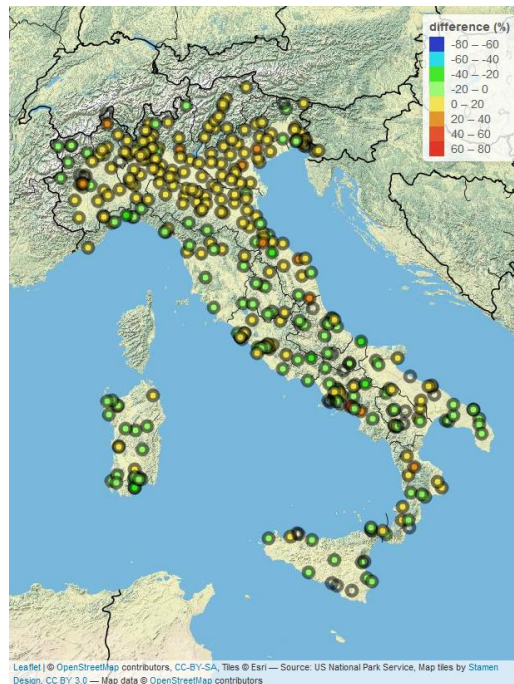 difference (%)
-80 – -60
-60 – -40
-40 – -20
-20 – 0
0 – 20
20 – 40
40 – 60
60 – 80
Leaflet | © OpenStreetMap contributors, CC-BY-SA, Tiles © Esri — Source: US National Park Service, Map tiles by Stamen
Design, CC BY 3.0 — Map data © OpenStreetMap contributors